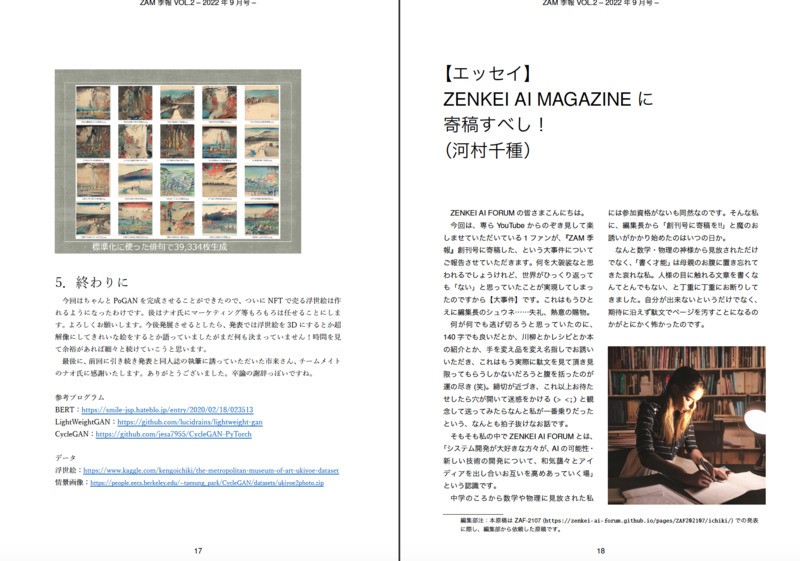 ZAM 季報 VOL.2 – 2022 年 9 月号 –
標準化に使った俳句で39,334枚生成
5．終わりに
今回はちゃんと PoGAN を完成させることができたので、ついに NFT で売る浮世絵は作
れるようになったわけです。後はナオ氏にマーケティング等もろもろは任せることにしま
す。よろしくお願いします。今後発展させるとしたら、発表では浮世絵を 3D にするとか超
解像にしてきれいな絵をするとか語っていましたがまだ何も決まっていません！時間を見
て余裕があれば細々と続けていこうと思います。
最後に、前回に引き続き発表と同人誌の執筆に誘っていただいた市来さん、チームメイト
のナオ氏に感謝いたします。ありがとうございました。卒論の謝辞っぽいですね。
参考プログラム
BERT：https://smile-jsp.hateblo.jp/entry/2020/02/18/023513
LightWeightGAN：https://github.com/lucidrains/lightweight-gan
CycleGAN：https://github.com/jesa7955/CycleGAN-PyTorch
データ
浮世絵：https://www.kaggle.com/kengoichiki/the-metropolitan-museum-of-art-ukiyoe-dataset
情景画像：https://people.eecs.berkeley.edu/~taesung_park/CycleGAN/datasets/ukiyoe2photo.zip
17
ZAM 季報 VOL.2 – 2022 年 9 月号 –
【エッセイ】
ZENKEI AI MAGAZINE に
寄稿すべし！
（河村千種）
ZENKEI AI FORUM の皆さまこんにちは。
今回は、専ら YouTube からのぞき見して楽
しませていただいている 1 ファンが、『ZAM 季
報』創刊号に寄稿した、という大事件について
ご報告させていただきます。何を大袈裟なと思
われるでしょうけれど、世界がひっくり返って
も「ない」と思っていたことが実現してしまっ
たのですから【大事件】です。これはもうひとえ
に編集長のシュウネ……失礼、熱意の賜物。
何が何でも逃げ切ろうと思っていたのに、
140 字でも良いだとか、川柳とかレシピとか本
の紹介とか、手を変え品を変え名指しでお誘い
いただき、これはもう実際に駄文を見て頂き見
限ってもらうしかないだろうと腹を括ったのが
運の尽き (笑)。締切が近づき、これ以上お待た
せしたら穴が開いて迷惑をかける (> <;) と観
念して送ってみたらなんと私が一番乗りだった
という、なんとも拍子抜けなお話です。
そもそも私の中で ZENKEI AI FORUM とは、
「システム開発が大好きな方々が、AI の可能性・
新しい技術の開発について、和気藹々とアイ
ディアを出し合いお互いを高めあっていく場」
という認識です。
中学のころから数学や物理に見放された私
には参加資格がないも同然なのです。そんな私
に、編集長から「創刊号に寄稿を!!」と魔のお
誘いがかかり始めたのはいつの日か。
なんと数学・物理の神様から見放されただけ
でなく、「書く才能」は母親のお腹に置き忘れて
きた哀れな私。人様の目に触れる文章を書くな
んてとんでもない、と丁重に丁重にお断りして
きました。自分が出来ないというだけでなく、
期待に沿えず駄文でページを汚すことになるの
かがとにかく怖かったのです。
編集部注：本原稿は ZAF-2107 (https://zenkei-ai-forum.github.io/pages/ZAF202107/ichiki/) での発表
に際し、編集部から依頼した原稿です。
18